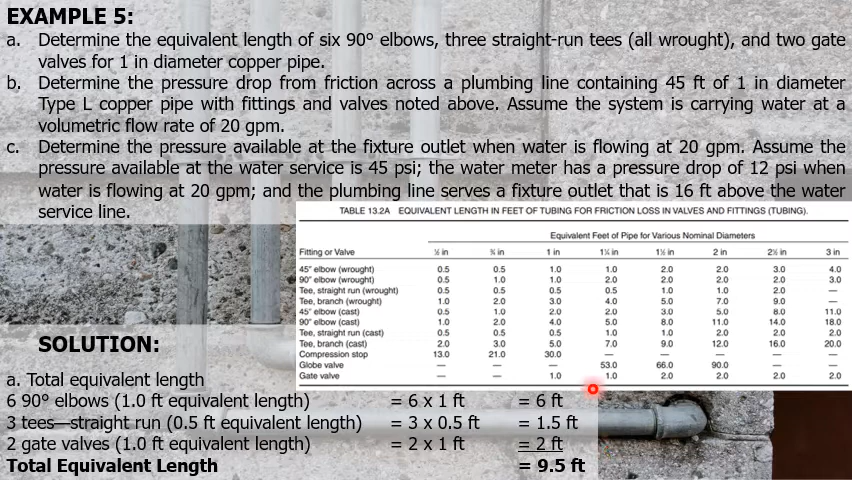 EXAMPLE 5:
a. Determine the equivalent length of six 90° elbows, three straight-run tees (all wrought), and two gate
valves for 1 in diameter copper pipe.
b. Determine the pressure drop from friction across a plumbing line containing 45 ft of 1 in diameter
Type L copper pipe with fittings and valves noted above. Assume the system is carrying water at a
volumetric flow rate of 20 gpm.
c. Determine the pressure available at the fixture outlet when water is flowing at 20 gpm. Assume the
pressure available at the water service is 45 psi; the water meter has a pressure drop of 12 psi when
water is flowing at 20 gpm; and the plumbing line serves a fixture outlet that is 16 ft above the water
service line.
TABLE 13.2A EQUIVALENT LENGTH IN FEET OF TUBING FOR FRICTION LOSS IN VALVES AND FITTINGS (TUBING).
Equivalent Feet of Pipe for Various Nominal Diameters
Fitting or Valve ½ in ¾ in 1 in 1¼ in 1½ in 2 in 2½ in 3 in
45° elbow (wrought) 0.5 0.5 1.0 1.0 2.0 2.0 3.0 4.0
90° elbow (wrought) 0.5 1.0 1.0 2.0 2.0 2.0 2.0 3.0
Tee, straight run (wrought) 0.5 0.5 0.5 0.5 1.0 1.0 2.0 —
Tee, branch (wrought) 1.0 2.0 3.0 4.0 5.0 7.0 9.0 —
45° elbow (cast) 0.5 1.0 2.0 2.0 3.0 5.0 8.0 11.0
90° elbow (cast) 1.0 2.0 4.0 5.0 8.0 11.0 14.0 18.0
Tee, straight run (cast) 0.5 0.5 0.5 1.0 1.0 2.0 2.0 2.0
Tee, branch (cast) 2.0 3.0 5.0 7.0 9.0 12.0 16.0 20.0
Compression stop 13.0 21.0 30.0 — — — — —
Globe valve — — — 53.0 66.0 90.0 — —
Gate valve — — 1.0 1.0 2.0 2.0 2.0 2.0
SOLUTION:
a. Total equivalent length
6 90° elbows (1.0 ft equivalent length) = 6 x 1 ft = 6 ft
3 tees—straight run (0.5 ft equivalent length) = 3 x 0.5 ft = 1.5 ft
2 gate valves (1.0 ft equivalent length) = 2 x 1 ft = 2 ft
Total Equivalent Length = 9.5 ft